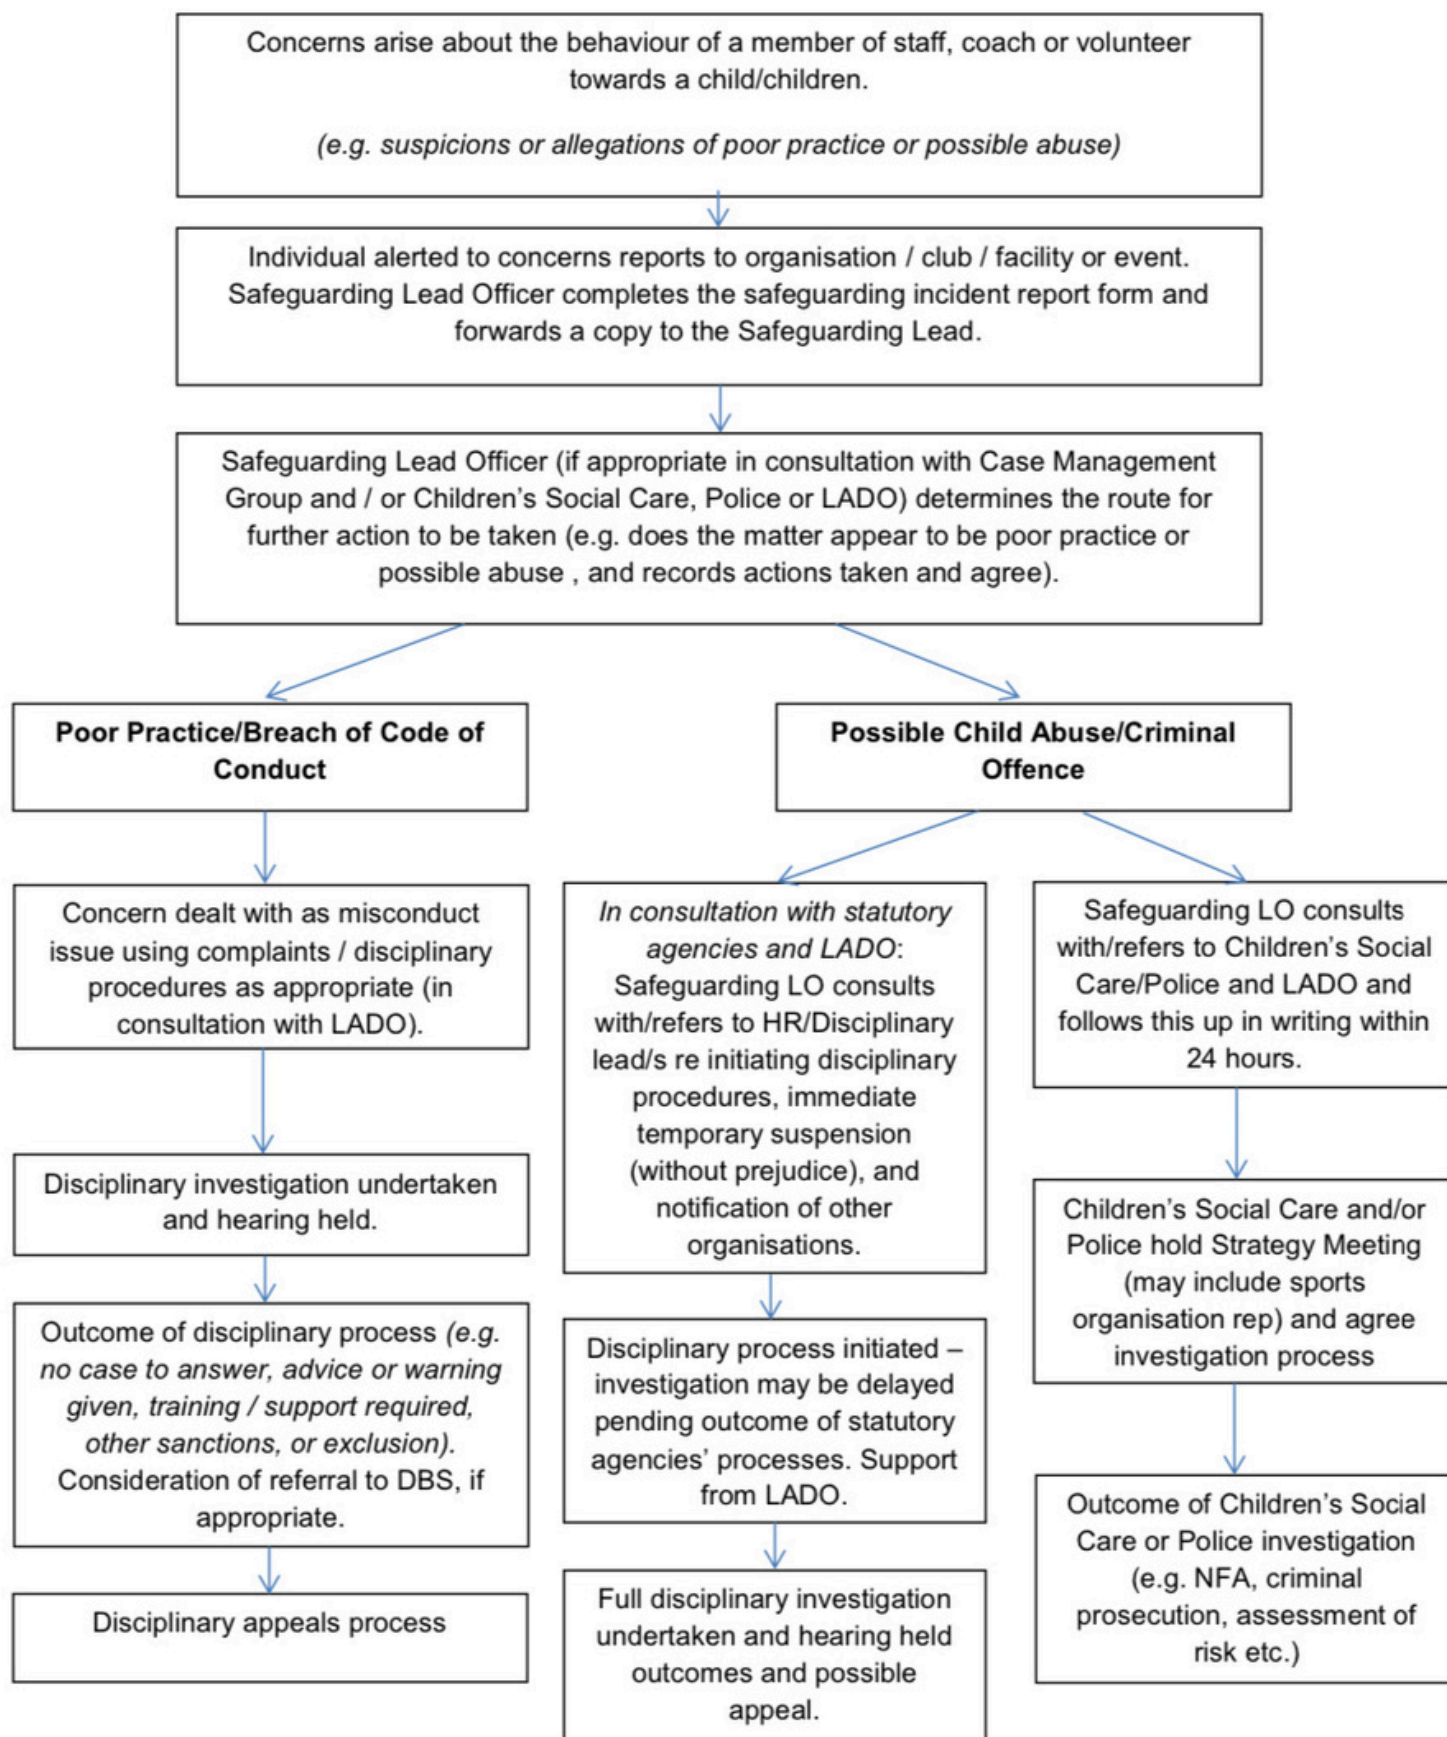 Concerns arise about the behaviour of a member of staff, coach or volunteer
towards a child/children.
(e.g. suspicions or allegations of poor practice or possible abuse)
Individual alerted to concerns reports to organisation / club / facility or event.
Safeguarding Lead Officer completes the safeguarding incident report form and
forwards a copy to the Safeguarding Lead.
Safeguarding Lead Officer (if appropriate in consultation with Case Management
Group and / or Children’s Social Care, Police or LADO) determines the route for
further action to be taken (e.g. does the matter appear to be poor practice or
possible abuse , and records actions taken and agree).
Poor Practice/Breach of Code of
Conduct
Concern dealt with as misconduct
issue using complaints / disciplinary
procedures as appropriate (in
consultation with LADO).
Disciplinary investigation undertaken
and hearing held.
Outcome of disciplinary process (e.g.
no case to answer, advice or warning
given, training / support required,
other sanctions, or exclusion).
Consideration of referral to DBS, if
appropriate.
Disciplinary appeals process
Possible Child Abuse/Criminal
Offence
In consultation with statutory
agencies and LADO:
Safeguarding LO consults
with/refers to HR/Disciplinary
lead/s re initiating disciplinary
procedures, immediate
temporary suspension
(without prejudice), and
notification of other
organisations.
Disciplinary process initiated –
investigation may be delayed
pending outcome of statutory
agencies’ processes. Support
from LADO.
Full disciplinary investigation
undertaken and hearing held
outcomes and possible
appeal.
Safeguarding LO consults
with/refers to Children’s Social
Care/Police and LADO and
follows this up in writing within
24 hours.
Children’s Social Care and/or
Police hold Strategy Meeting
(may include sports
organisation rep) and agree
investigation process
Outcome of Children’s Social
Care or Police investigation
(e.g. NFA, criminal
prosecution, assessment of
risk etc.)